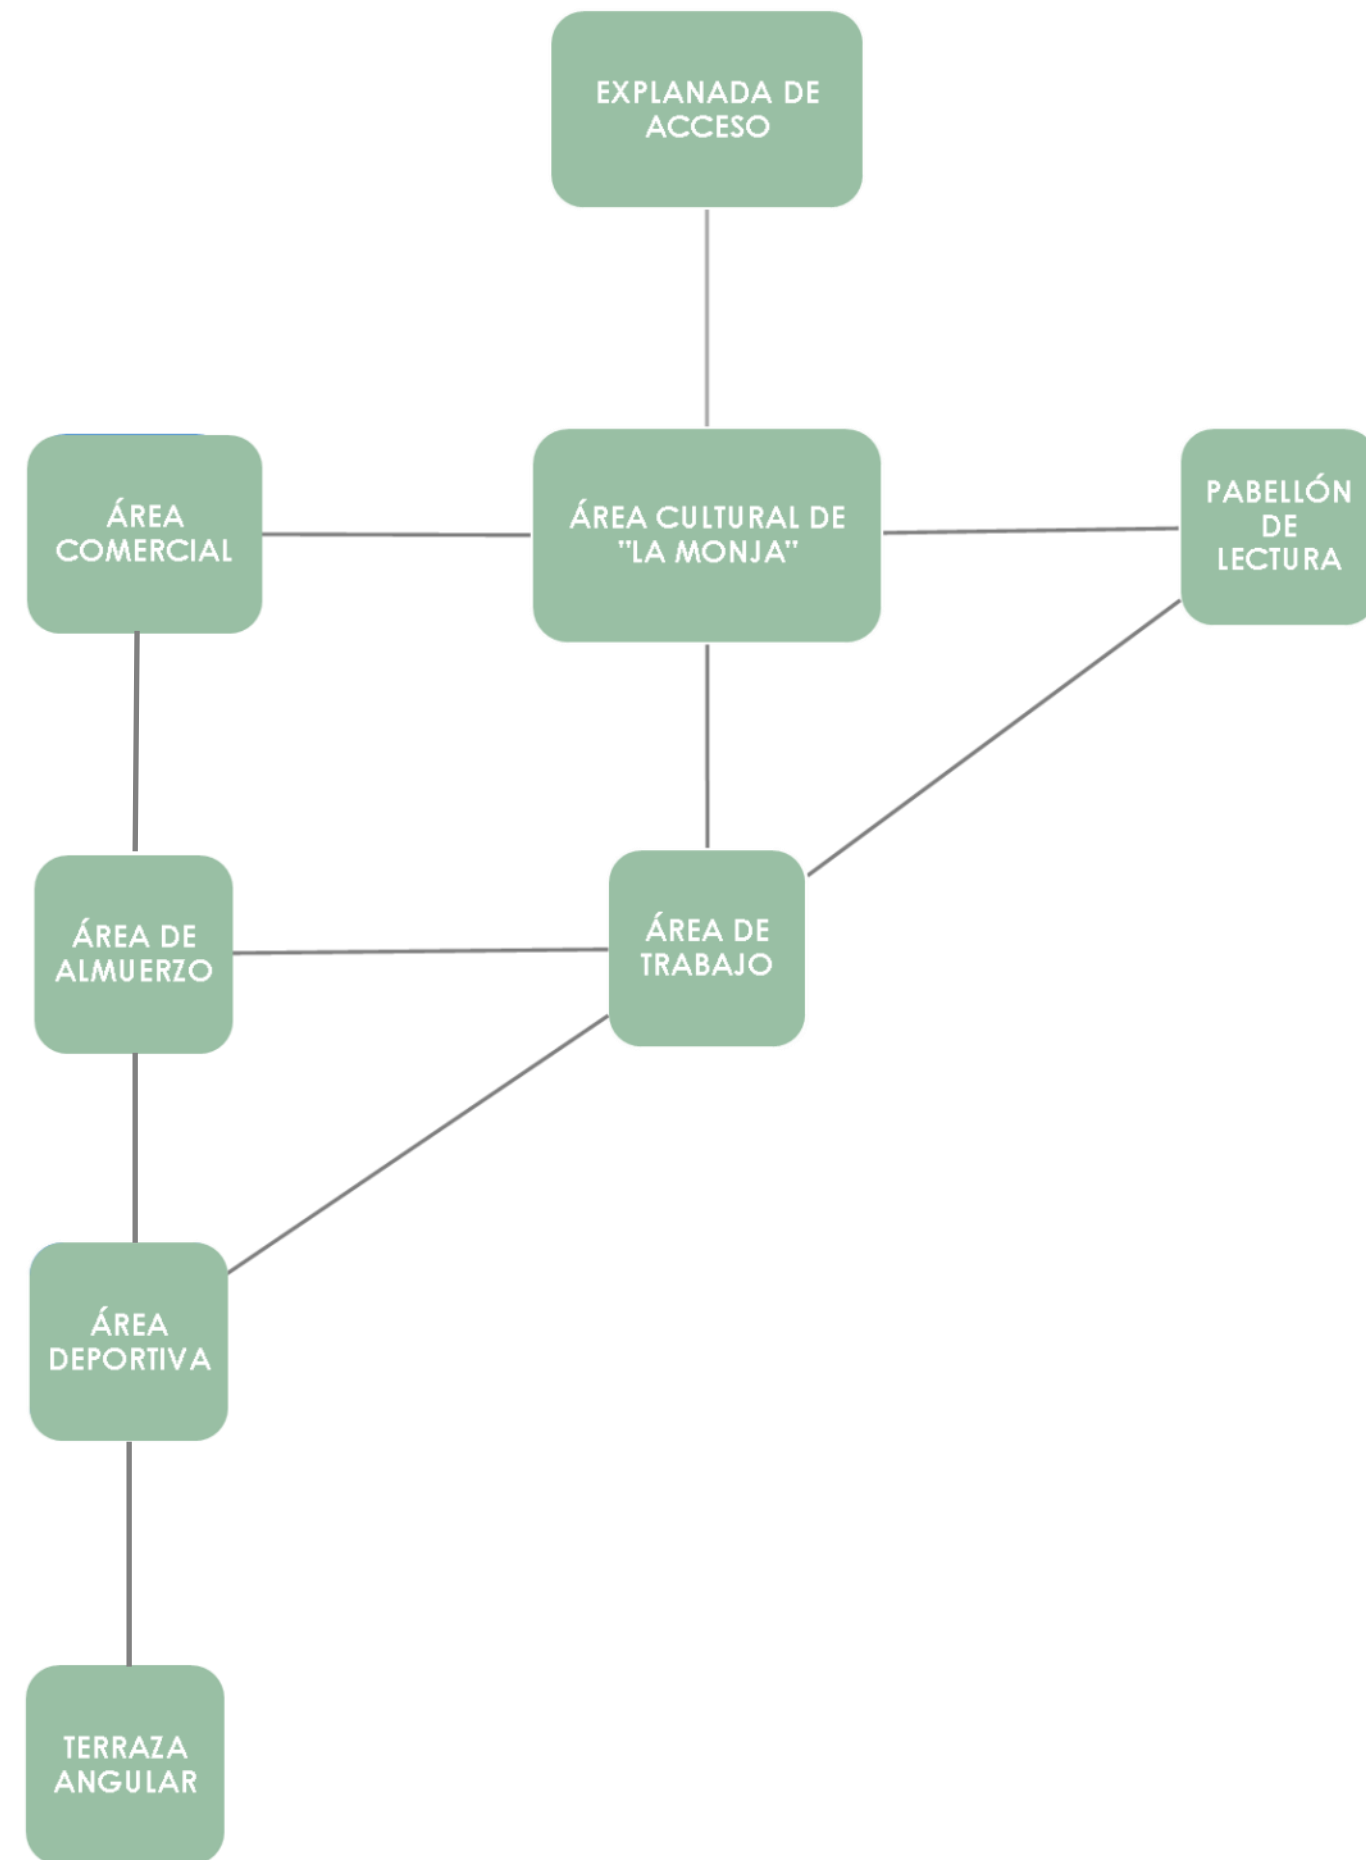 EXPLANADA DE
ACCESO
ÁREA
COMERCIAL
ÁREA CULTURAL DE
"LA MONJA"
PABELLÓN
DE
LECTURA
ÁREA DE
ALMUERZO
ÁREA DE
TRABAJO
ÁREA
DEPORTIVA
TERRAZA
ANGULAR